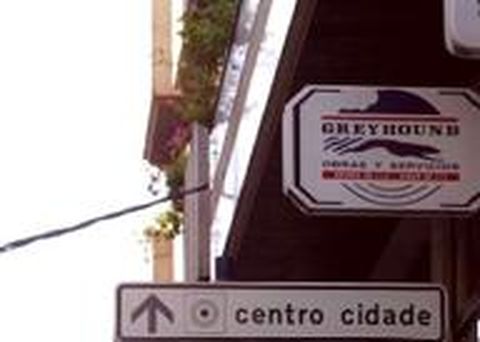 GREYHOUND
OBRAS Y SERVICIOS
centro cidade